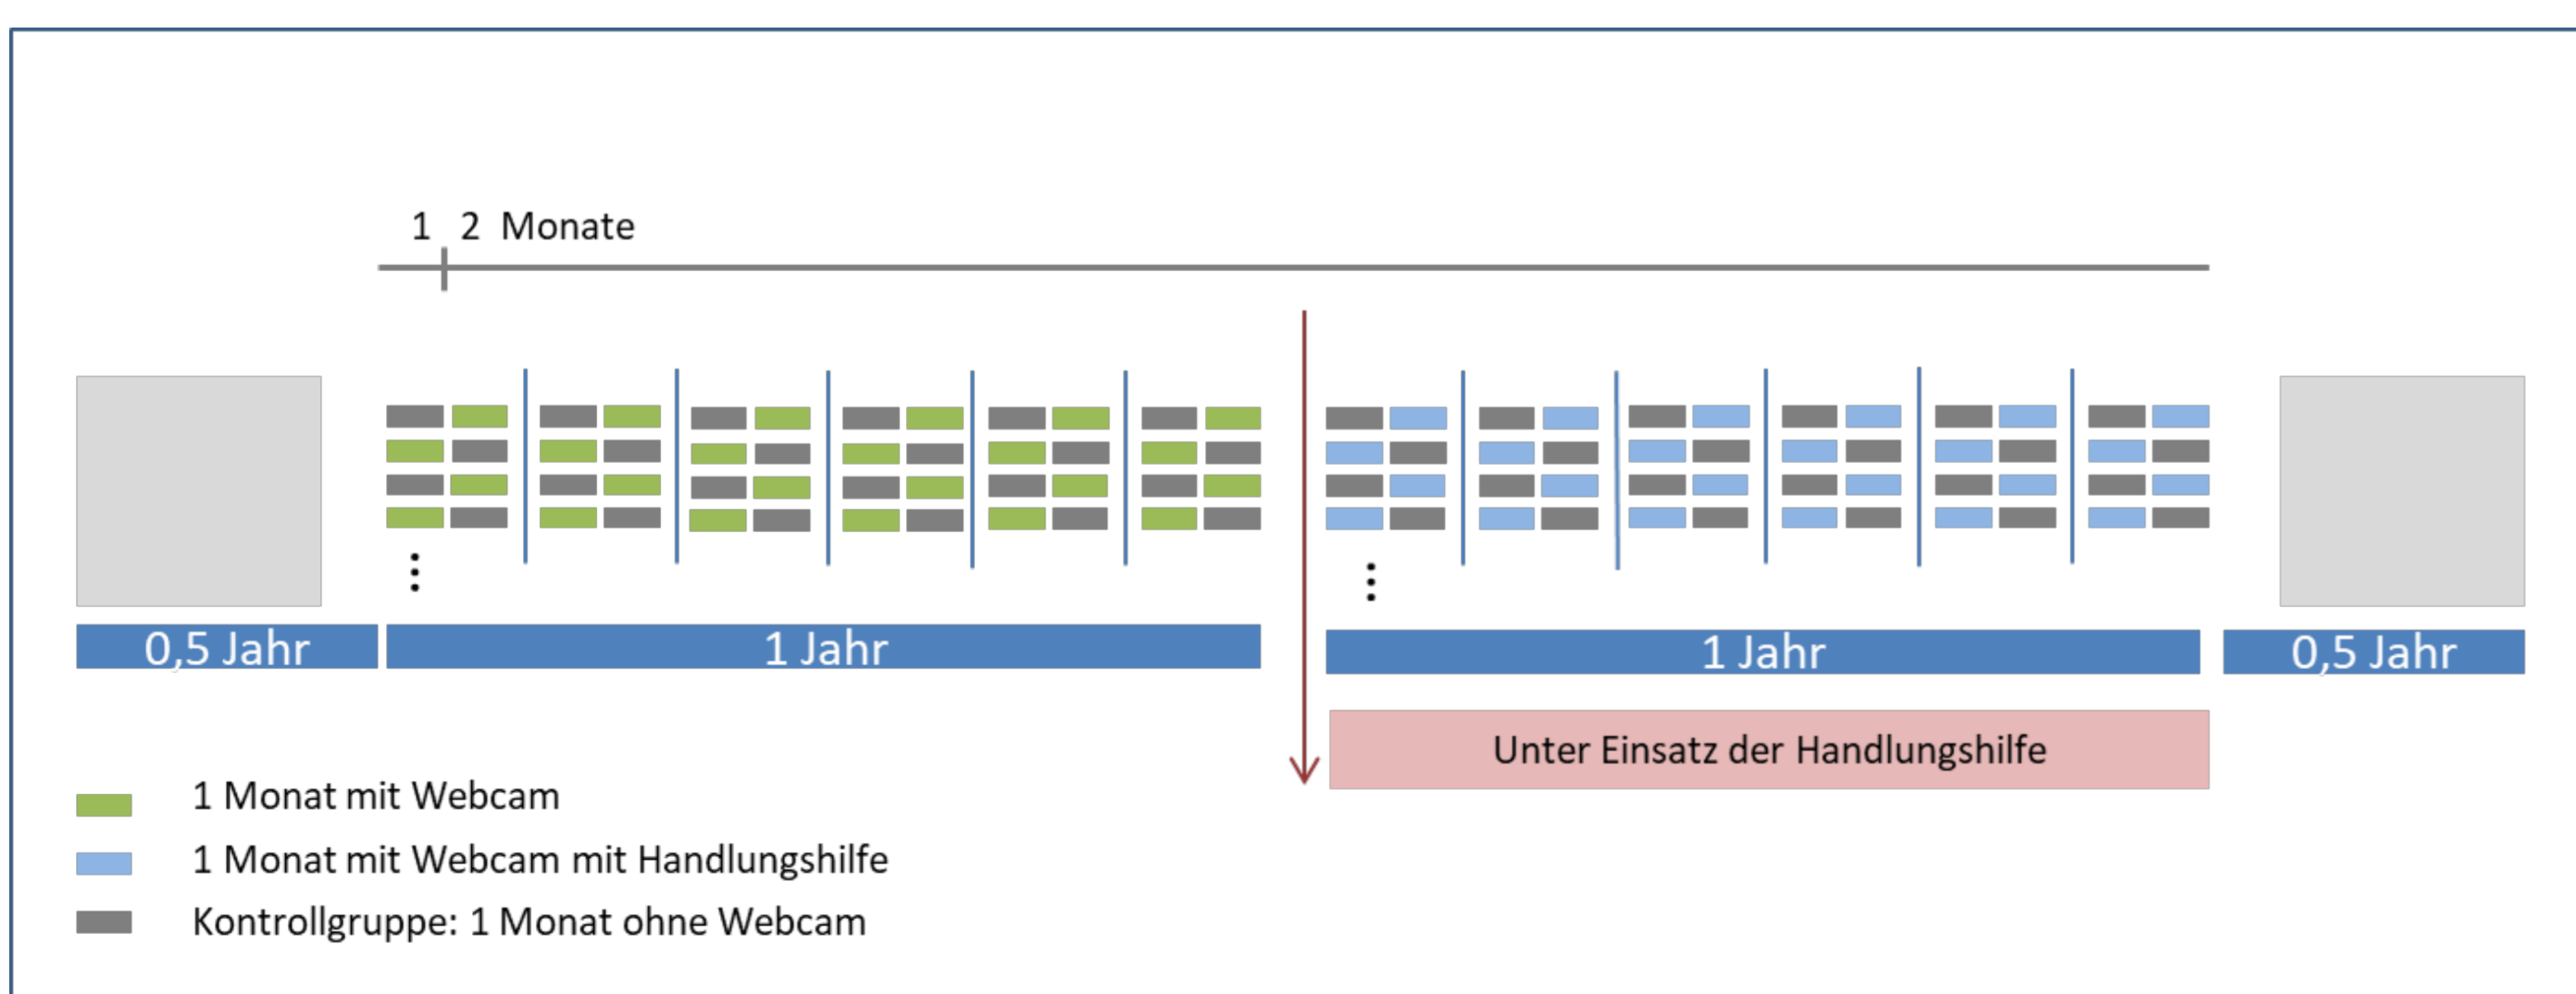 1 2 Monate
0,5 Jahr
1 Jahr
1 Jahr
0,5 Jahr
Unter Einsatz der Handlungshilfe
1 Monat mit Webcam
1 Monat mit Webcam mit Handlungshilfe
Kontrollgruppe: 1 Monat ohne Webcam